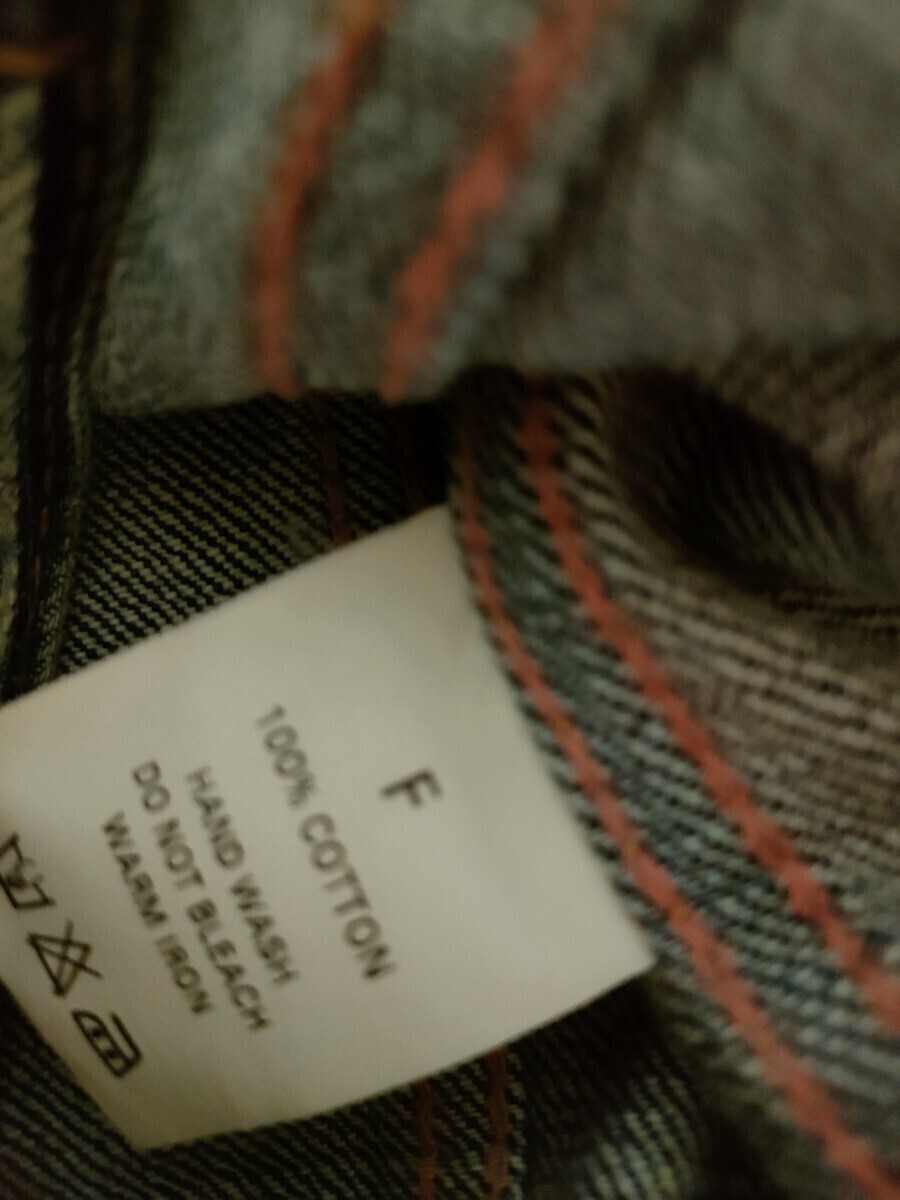 F
100% COTTON
HAND WASH
DO NOT BLEACH
WARM IRON